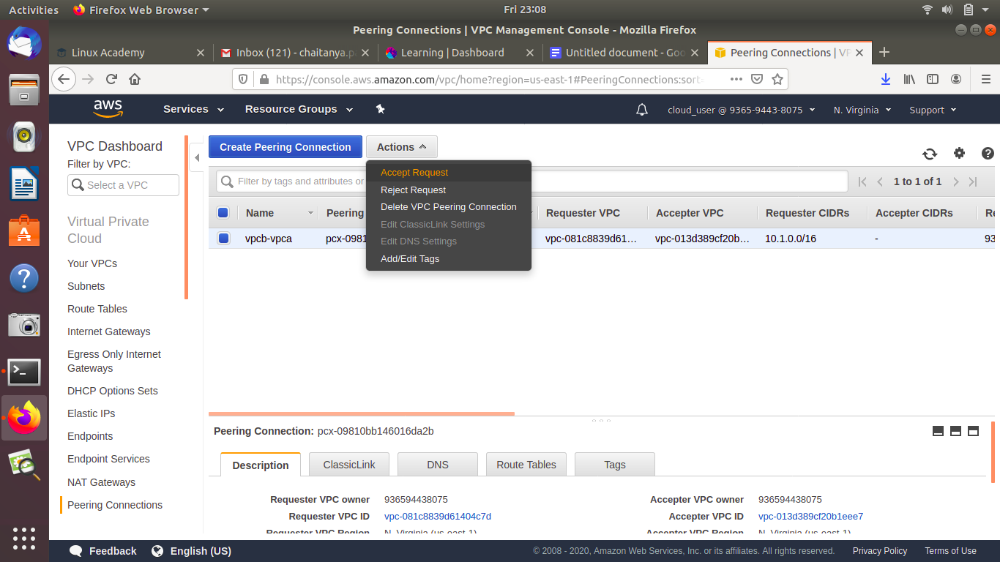 Activities Firefox Web Browser Fri 23:08
Peering Connections | VPC Management Console - Mozilla Firefox
Linux Academy Inbox (121) - chaitanya.p Learning | Dashboard Untitled document - Goo Peering Connections | VP
https://console.aws.amazon.com/vpc/home?region=us-east-1#PeeringConnections:sort
aws Services Resource Groups cloud_user @ 9365-9443-8075 N. Virginia Support
VPC Dashboard
Filter by VPC:
Select a VPC
Virtual Private
Cloud
Your VPCs
Subnets
Route Tables
Internet Gateways
Egress Only Internet
Gateways
DHCP Options Sets
Elastic IPs
Endpoints
Endpoint Services
NAT Gateways
Peering Connections
Create Peering Connection Actions
Accept Request
Reject Request
Delete VPC Peering Connection
Edit ClassicLink Settings
Edit DNS Settings
Add/Edit Tags
Filter by tags and attributes or
1 to 1 of 1
Name Peering Requester VPC Accepter VPC Requester CIDRs Accepter CIDRs Re
vpcb-vpca pcx-0981 vpc-081c8839d61… vpc-013d389cf20b… 10.1.0.0/16 - 93
Peering Connection: pcx-09810bb146016da2b
Description ClassicLink DNS Route Tables Tags
Requester VPC owner 936594438075 Accepter VPC owner 936594438075
Requester VPC ID vpc-081c8839d61404c7d Accepter VPC ID vpc-013d389cf20b1eee7
Requester VPC Region N. Virginia (us-east-1) Accepter VPC Region N. Virginia (us-east-1)
Feedback English (US) © 2008 - 2020, Amazon Web Services, Inc. or its affiliates. All rights reserved. Privacy Policy Terms of Use